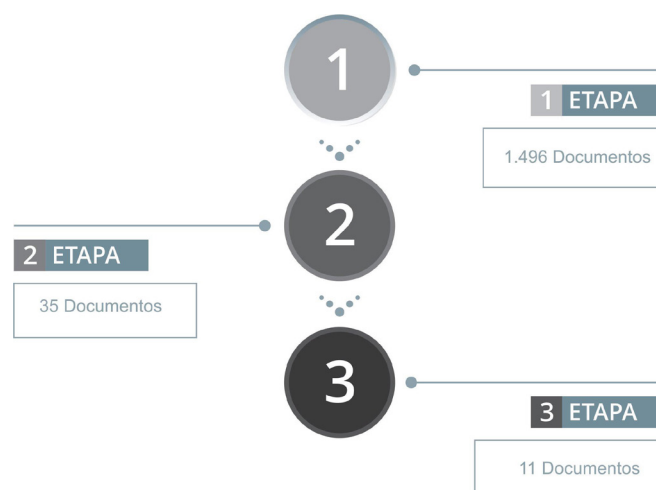 1
1 ETAPA
1.496 Documentos
2
2 ETAPA
35 Documentos
3
3 ETAPA
11 Documentos